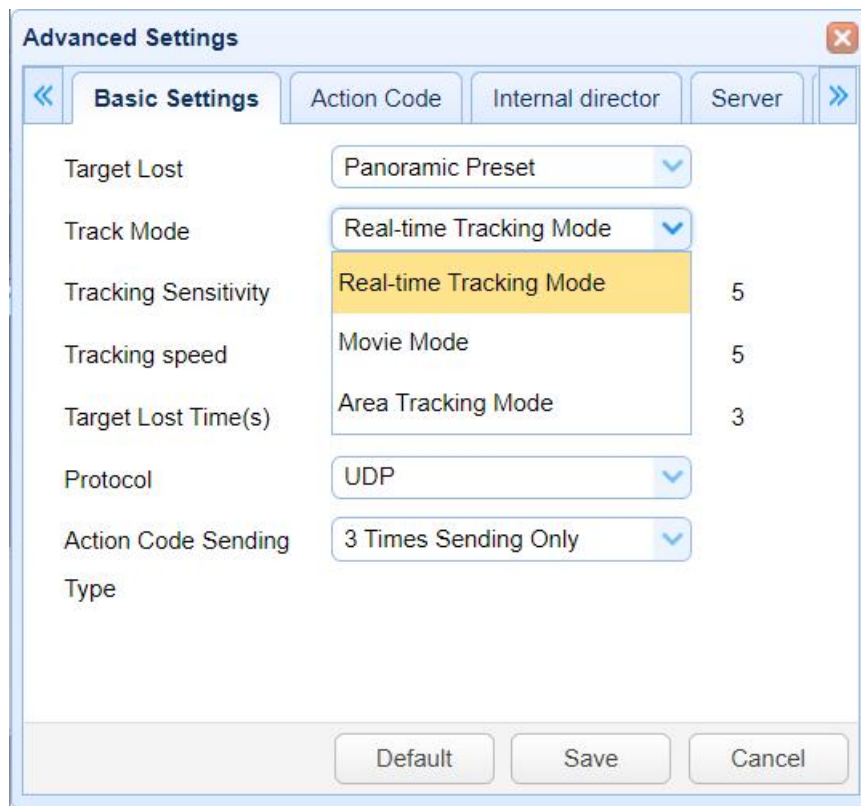 Advanced Settings
Basic Settings Action Code Internal director Server
Target Lost Panoramic Preset
Track Mode Real-time Tracking Mode
Real-time Tracking Mode
Tracking Sensitivity 5
Movie Mode
Tracking speed 5
Area Tracking Mode
Target Lost Time(s) 3
Protocol UDP
Action Code Sending 3 Times Sending Only
Type
Default Save Cancel